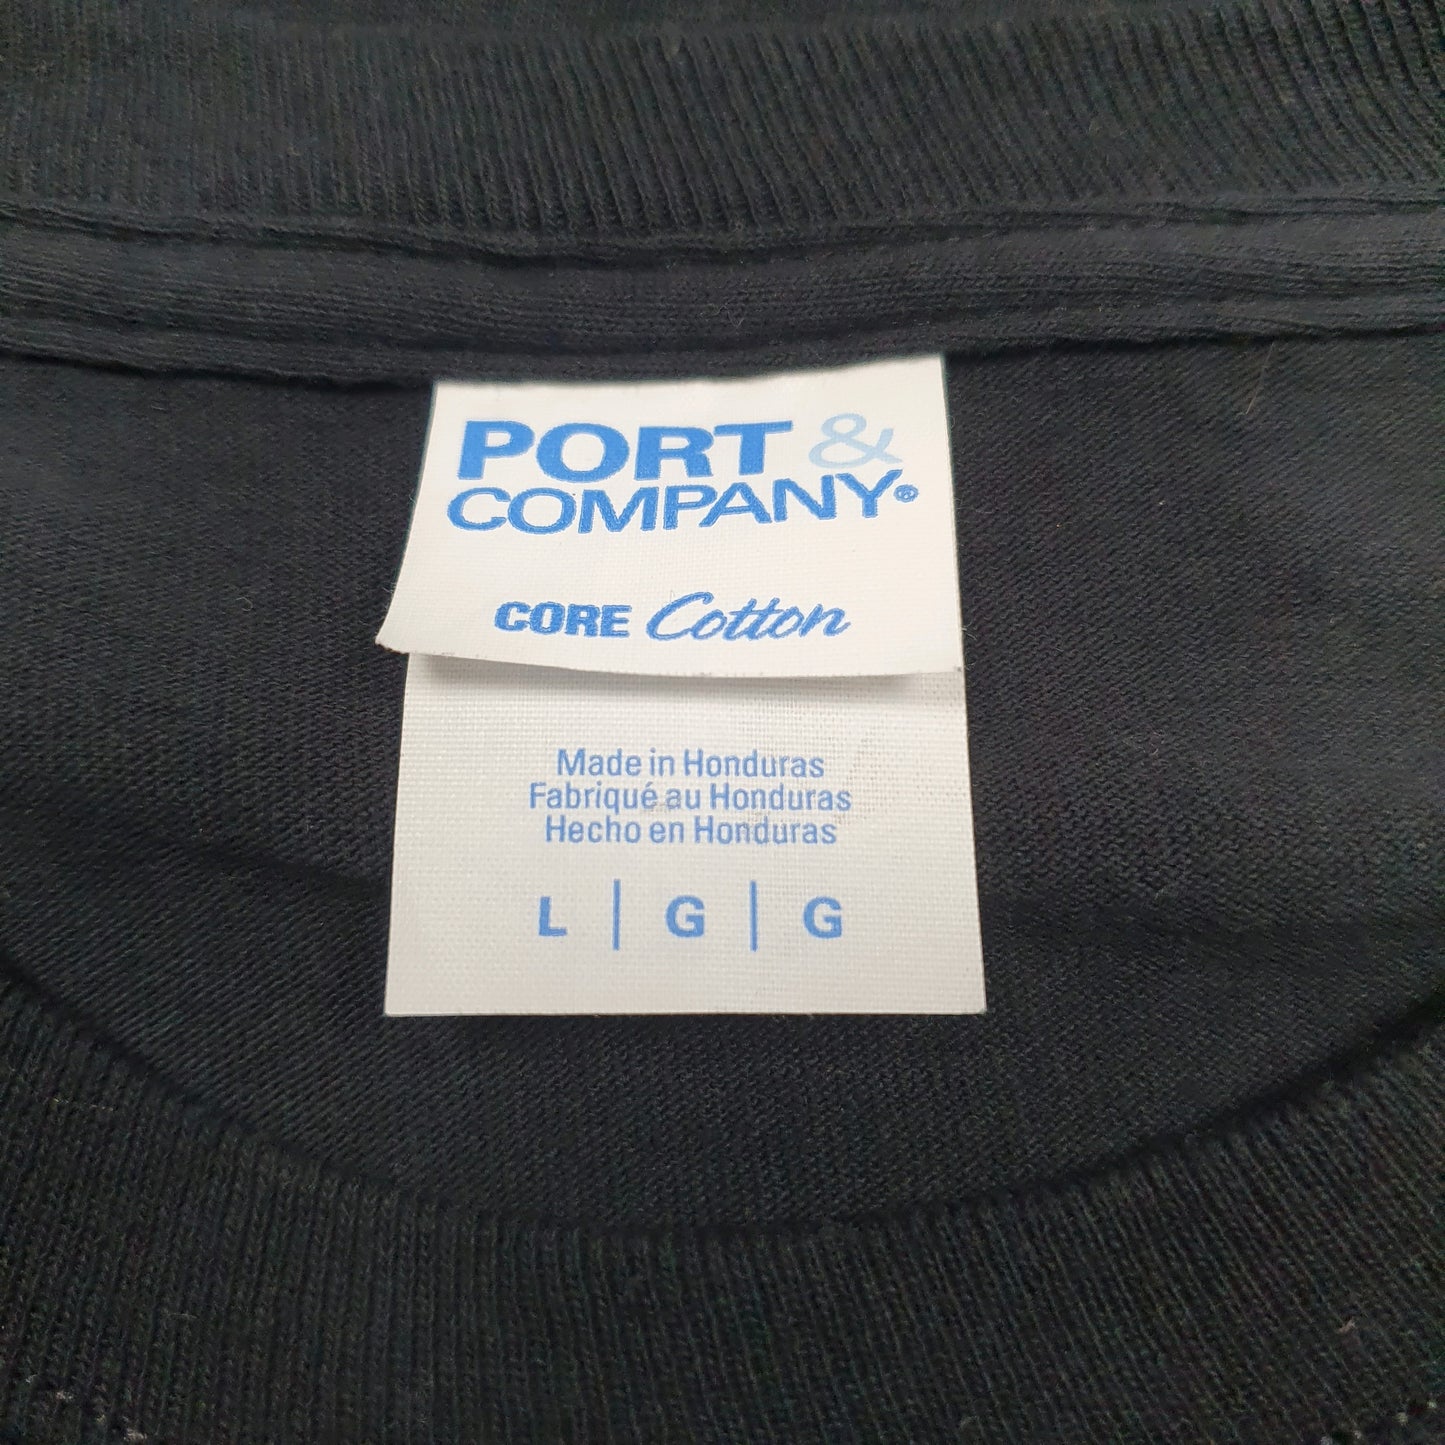 PORT &
COMPANY®
CORE Cotton
Made in Honduras
Fabriqué au Honduras
Hecho en Honduras
L | G | G